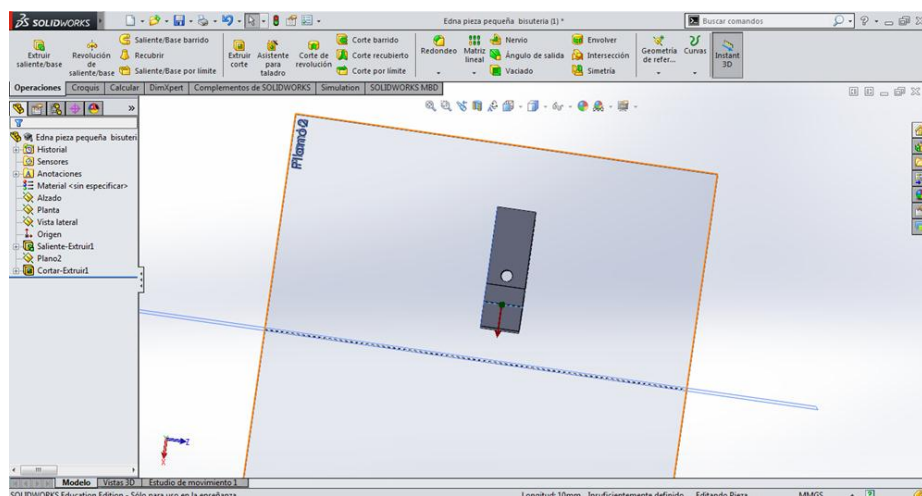 SOLIDWORKS
Edna pieza pequeña bisuteria (1) *
Buscar comandos
Extruir saliente/base
Revolución de saliente/base
Saliente/Base barrido
Recubrir
Saliente/Base por límite
Extruir corte
Asistente para taladro
Corte de revolución
Corte barrido
Corte recubierto
Corte por límite
Redondeo
Matriz lineal
Nervio
Ángulo de salida
Vaciado
Envolver
Intersección
Simetría
Geometría de refer...
Curvas
Instant 3D
Operaciones Croquis Calcular DimXpert Complementos de SOLIDWORKS Simulation SOLIDWORKS MBD
Edna pieza pequeña bisuteri
Historial
Sensores
Anotaciones
Material <sin especificar>
Alzado
Planta
Vista lateral
Origen
Saliente-Extruir1
Plano2
Cortar-Extruir1
Z
X
Modelo Vistas 3D Estudio de movimiento 1
SOLIDWORKS Education Edition - Sólo para uso en la enseñanza
Longitud: 10mm Insuficientemente definido Editando Pieza MMGS